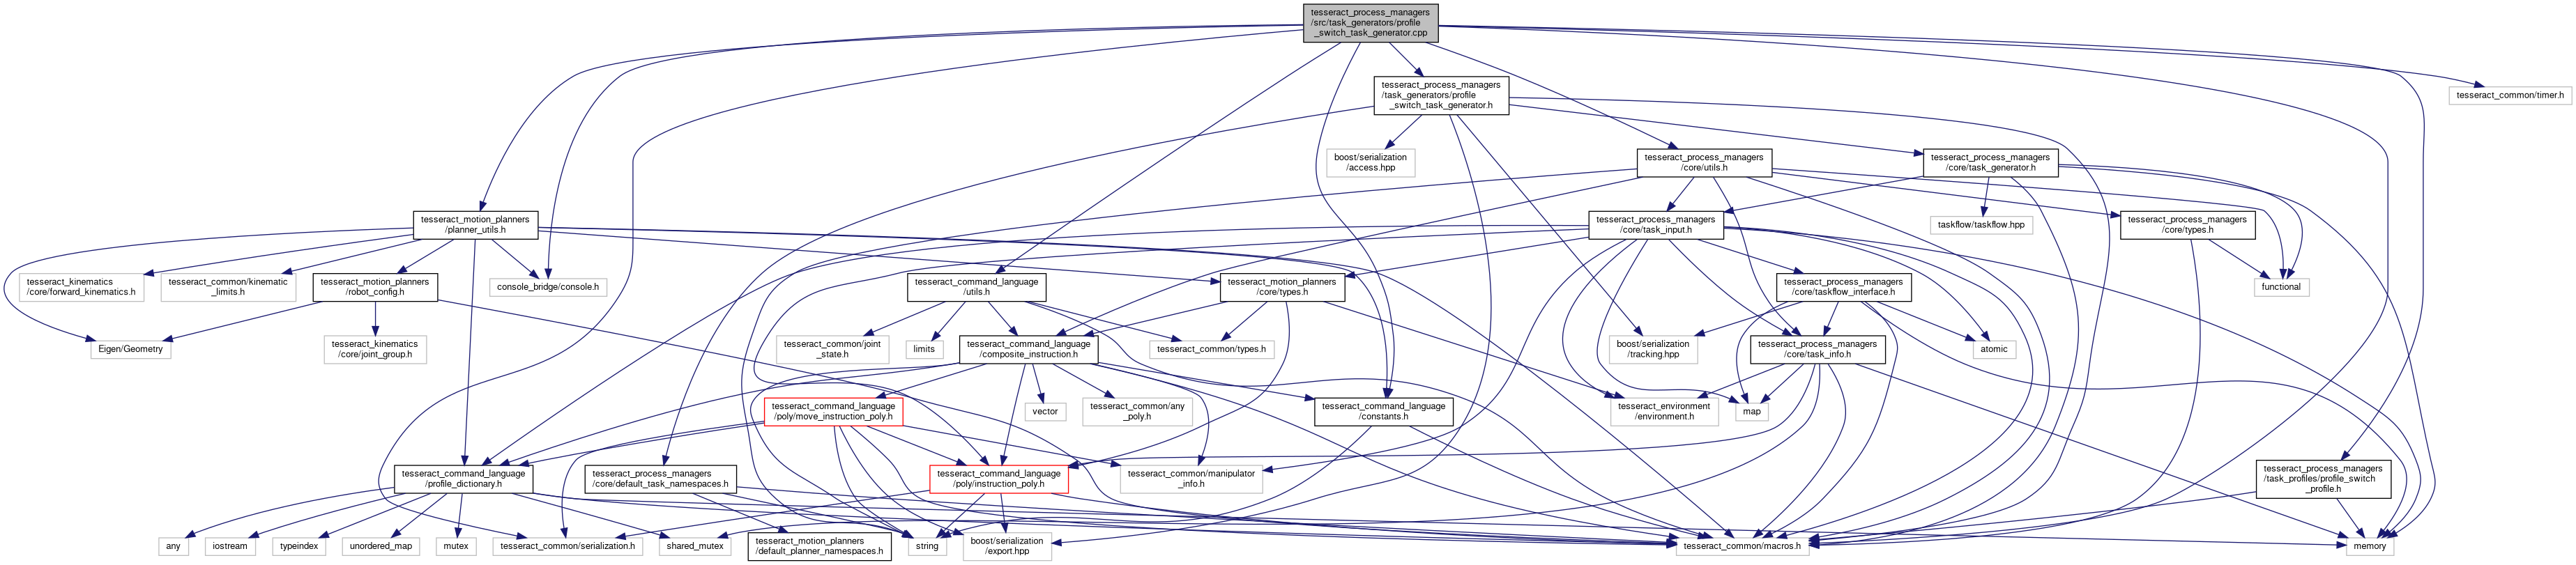 tesseract_process_managers
/src/task_generators/profile
_switch_task_generator.cpp
tesseract_process_managers
/task_generators/profile
_switch_task_generator.h
tesseract_common/timer.h
boost/serialization
/access.hpp
tesseract_process_managers
/core/utils.h
tesseract_process_managers
/core/task_generator.h
tesseract_motion_planners
/planner_utils.h
tesseract_process_managers
/core/task_input.h
taskflow/taskflow.hpp
tesseract_process_managers
/core/types.h
tesseract_kinematics
/core/forward_kinematics.h
tesseract_common/kinematic
_limits.h
tesseract_motion_planners
/robot_config.h
console_bridge/console.h
tesseract_command_language
/utils.h
tesseract_motion_planners
/core/types.h
tesseract_process_managers
/core/taskflow_interface.h
functional
Eigen/Geometry
tesseract_kinematics
/core/joint_group.h
tesseract_common/joint
_state.h
limits
tesseract_command_language
/composite_instruction.h
tesseract_common/types.h
boost/serialization
/tracking.hpp
tesseract_process_managers
/core/task_info.h
atomic
tesseract_command_language
/poly/move_instruction_poly.h
vector
tesseract_common/any
_poly.h
tesseract_command_language
/constants.h
tesseract_environment
/environment.h
map
tesseract_command_language
/profile_dictionary.h
tesseract_process_managers
/core/default_task_namespaces.h
tesseract_command_language
/poly/instruction_poly.h
tesseract_common/manipulator
_info.h
tesseract_process_managers
/task_profiles/profile_switch
_profile.h
any
iostream
typeindex
unordered_map
mutex
tesseract_common/serialization.h
shared_mutex
tesseract_motion_planners
/default_planner_namespaces.h
string
boost/serialization
/export.hpp
tesseract_common/macros.h
memory